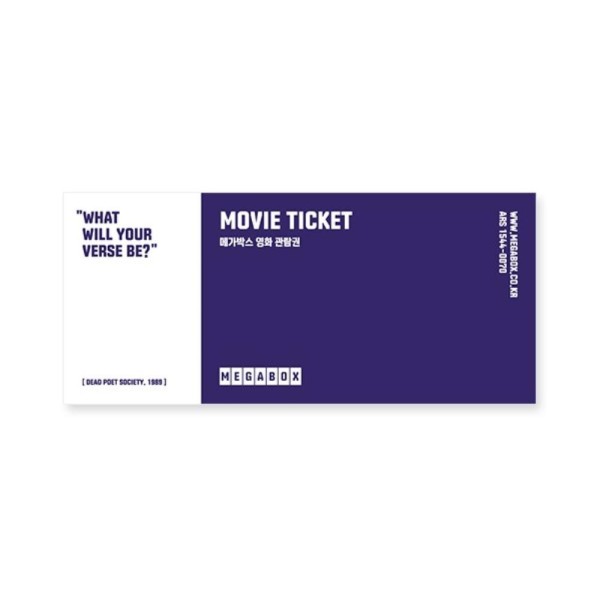 "WHAT
WILL YOUR
VERSE BE?"
[ DEAD POET SOCIETY, 1989 ]
MOVIE TICKET
메가박스 영화 관람권
MEGABOX
WWW.MEGABOX.CO.KR
ARS 1544-0070